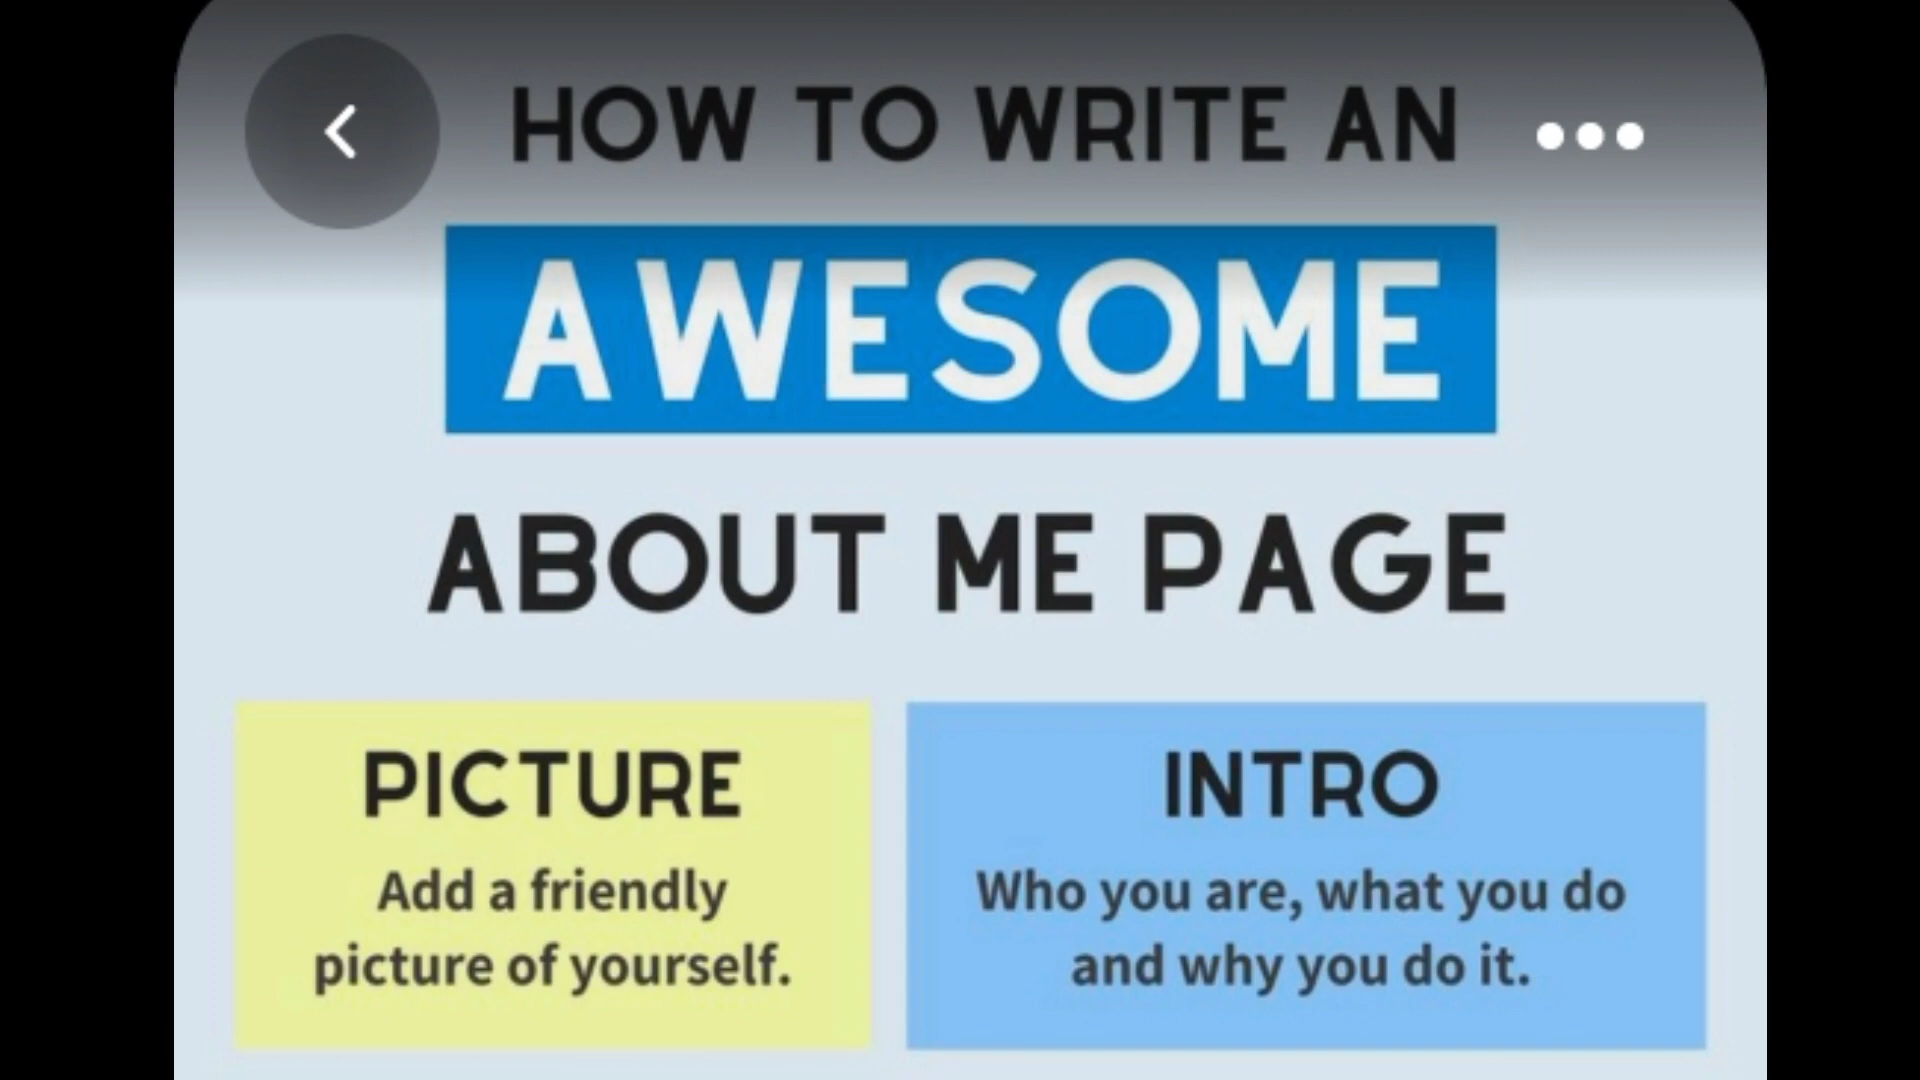 HOW TO WRITE AN
AWESOME
ABOUT ME PAGE
PICTURE
Add a friendly
picture of yourself.
INTRO
Who you are, what you do
and why you do it.